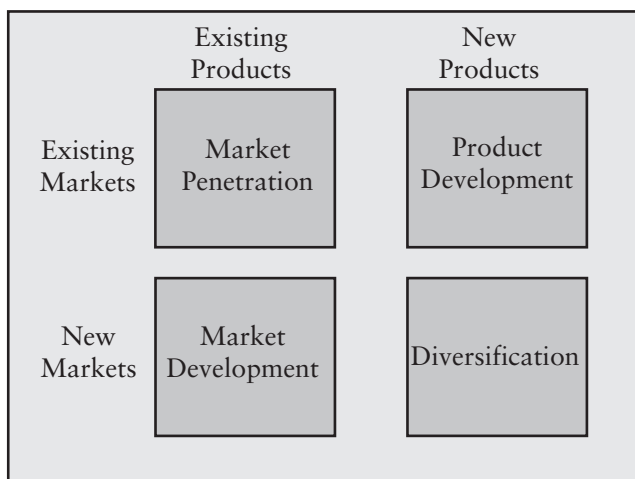 Existing
Products
New
Products
Existing
Markets
Market
Penetration
Product
Development
New
Markets
Market
Development
Diversification